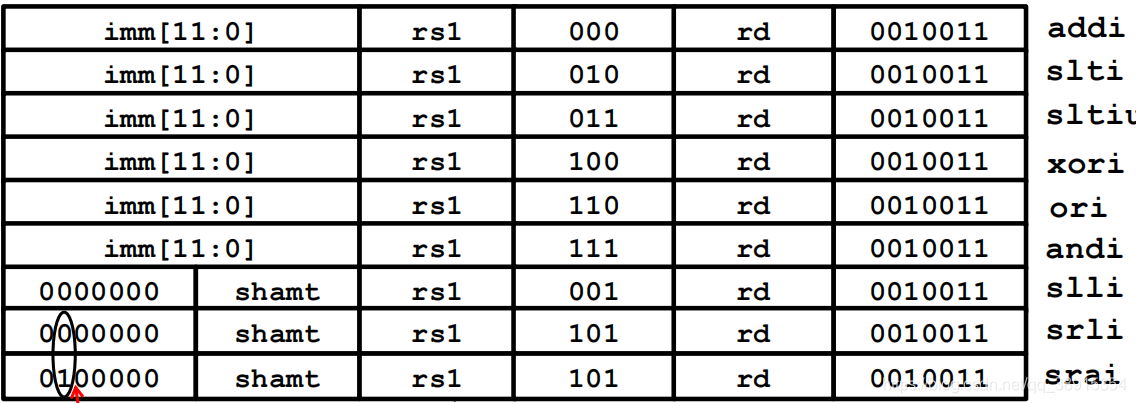 imm[11:0] rs1 000 rd 0010011 addi
imm[11:0] rs1 010 rd 0010011 slti
imm[11:0] rs1 011 rd 0010011 sltiu
imm[11:0] rs1 100 rd 0010011 xori
imm[11:0] rs1 110 rd 0010011 ori
imm[11:0] rs1 111 rd 0010011 andi
0000000 shamt rs1 001 rd 0010011 slli
0000000 shamt rs1 101 rd 0010011 srli
0100000 shamt rs1 101 rd 0010011 srai